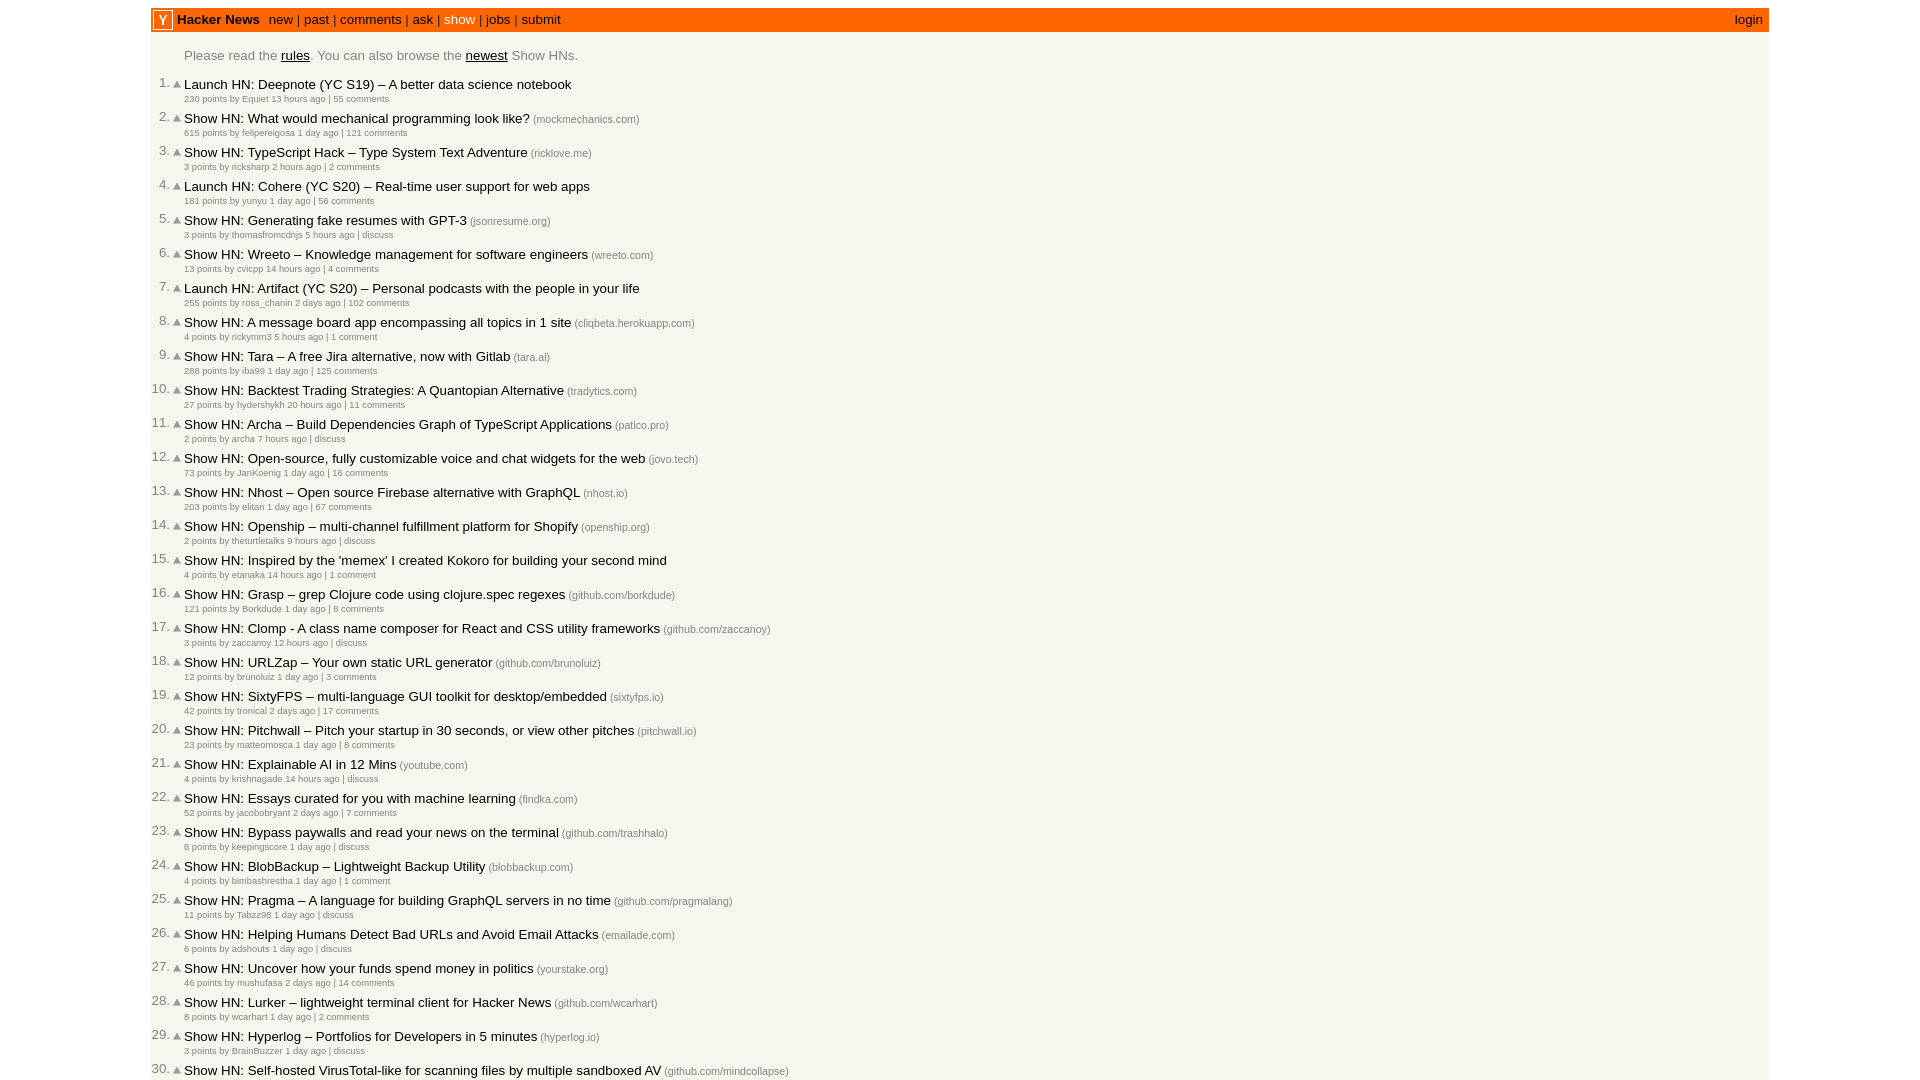 Y Hacker News new | past | comments | ask | show | jobs | submit login
Please read the rules. You can also browse the newest Show HNs.
1. Launch HN: Deepnote (YC S19) – A better data science notebook
230 points by Equiet 13 hours ago | 55 comments
2. Show HN: What would mechanical programming look like? (mockmechanics.com)
615 points by felipereigosa 1 day ago | 121 comments
3. Show HN: TypeScript Hack – Type System Text Adventure (ricklove.me)
3 points by ricksharp 2 hours ago | 2 comments
4. Launch HN: Cohere (YC S20) – Real-time user support for web apps
181 points by yunyu 1 day ago | 56 comments
5. Show HN: Generating fake resumes with GPT-3 (jsonresume.org)
3 points by thomasfromcdnjs 5 hours ago | discuss
6. Show HN: Wreeto – Knowledge management for software engineers (wreeto.com)
13 points by cvicpp 14 hours ago | 4 comments
7. Launch HN: Artifact (YC S20) – Personal podcasts with the people in your life
255 points by ross_chanin 2 days ago | 102 comments
8. Show HN: A message board app encompassing all topics in 1 site (cliqbeta.herokuapp.com)
4 points by rickymm3 5 hours ago | 1 comment
9. Show HN: Tara – A free Jira alternative, now with Gitlab (tara.ai)
288 points by iba99 1 day ago | 125 comments
10. Show HN: Backtest Trading Strategies: A Quantopian Alternative (tradytics.com)
27 points by hydershykh 20 hours ago | 11 comments
11. Show HN: Archa – Build Dependencies Graph of TypeScript Applications (patico.pro)
2 points by archa 7 hours ago | discuss
12. Show HN: Open-source, fully customizable voice and chat widgets for the web (jovo.tech)
73 points by JanKoenig 1 day ago | 16 comments
13. Show HN: Nhost – Open source Firebase alternative with GraphQL (nhost.io)
203 points by elitan 1 day ago | 67 comments
14. Show HN: Openship – multi-channel fulfillment platform for Shopify (openship.org)
2 points by theturtletalks 9 hours ago | discuss
15. Show HN: Inspired by the 'memex' I created Kokoro for building your second mind
4 points by etanaka 14 hours ago | 1 comment
16. Show HN: Grasp – grep Clojure code using clojure.spec regexes (github.com/borkdude)
121 points by Borkdude 1 day ago | 8 comments
17. Show HN: Clomp - A class name composer for React and CSS utility frameworks (github.com/zaccanoy)
3 points by zaccanoy 12 hours ago | discuss
18. Show HN: URLZap – Your own static URL generator (github.com/brunoluiz)
12 points by brunoluiz 1 day ago | 3 comments
19. Show HN: SixtyFPS – multi-language GUI toolkit for desktop/embedded (sixtyfps.io)
42 points by tronical 2 days ago | 17 comments
20. Show HN: Pitchwall – Pitch your startup in 30 seconds, or view other pitches (pitchwall.io)
23 points by matteomosca 1 day ago | 8 comments
21. Show HN: Explainable AI in 12 Mins (youtube.com)
4 points by krishnagade 14 hours ago | discuss
22. Show HN: Essays curated for you with machine learning (findka.com)
52 points by jacobobryant 2 days ago | 7 comments
23. Show HN: Bypass paywalls and read your news on the terminal (github.com/trashhalo)
8 points by keepingscore 1 day ago | discuss
24. Show HN: BlobBackup – Lightweight Backup Utility (blobbackup.com)
4 points by bimbashrestha 1 day ago | 1 comment
25. Show HN: Pragma – A language for building GraphQL servers in no time (github.com/pragmalang)
11 points by Tabzz98 1 day ago | discuss
26. Show HN: Helping Humans Detect Bad URLs and Avoid Email Attacks (emailade.com)
6 points by adshouts 1 day ago | discuss
27. Show HN: Uncover how your funds spend money in politics (yourstake.org)
46 points by mushufasa 2 days ago | 14 comments
28. Show HN: Lurker – lightweight terminal client for Hacker News (github.com/wcarhart)
8 points by wcarhart 1 day ago | 2 comments
29. Show HN: Hyperlog – Portfolios for Developers in 5 minutes (hyperlog.io)
3 points by BrainBuzzer 1 day ago | discuss
30. Show HN: Self-hosted VirusTotal-like for scanning files by multiple sandboxed AV (github.com/mindcollapse)